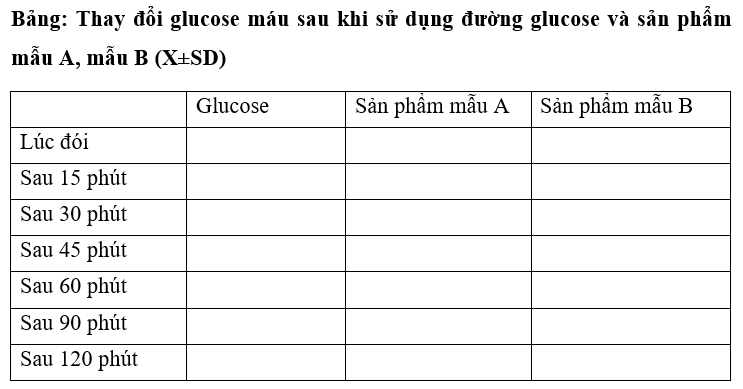 Bảng: Thay đổi glucose máu sau khi sử dụng đường glucose và sản phẩm
mẫu A, mẫu B (X±SD)
Glucose Sản phẩm mẫu A Sản phẩm mẫu B
Lúc đói
Sau 15 phút
Sau 30 phút
Sau 45 phút
Sau 60 phút
Sau 90 phút
Sau 120 phút